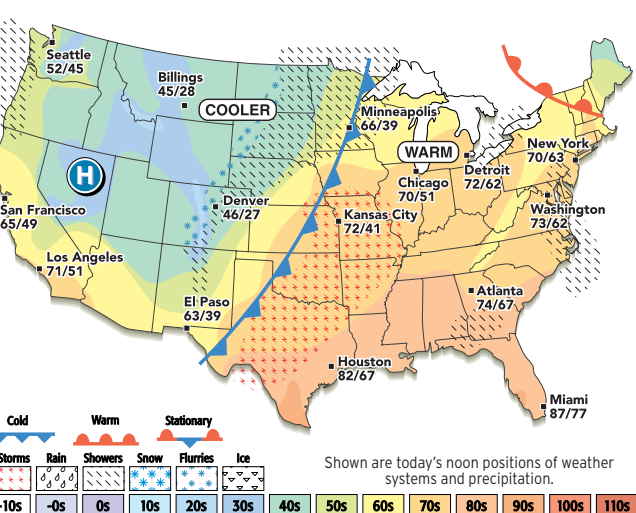 Seattle
52/45
Billings
45/28
COOLER
Minneapolis
66/39
WARM
New York
70/63
H
Detroit
72/62
Chicago
70/51
Denver
46/27
San Francisco
65/49
Kansas City
72/41
Washington
73/62
Los Angeles
71/51
Atlanta
74/67
El Paso
63/39
Houston
82/67
Miami
87/77
Cold
Warm
Stationary
Storms
Rain
Showers
Snow
Flurries
Ice
Shown are today's noon positions of weather
systems and precipitation.
-10s
-0s
0s
10s
20s
30s
40s
50s
60s
70s
80s
90s
100s
110s